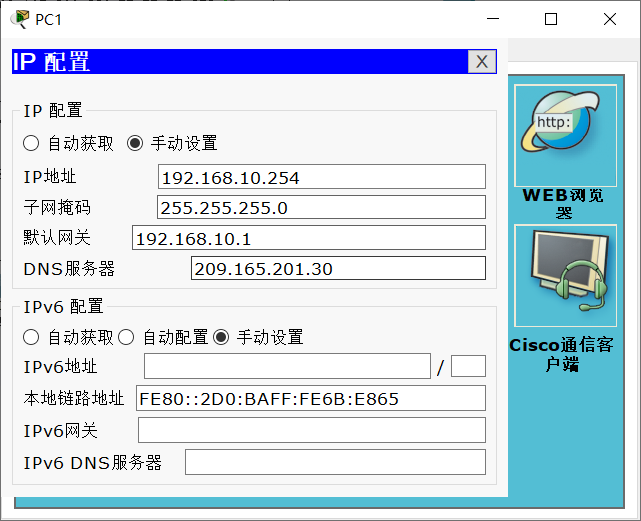 PC1
IP 配置
X
IP 配置
自动获取 手动设置
IP地址 192.168.10.254
子网掩码 255.255.255.0
默认网关 192.168.10.1
DNS服务器 209.165.201.30
IPv6 配置
自动获取 自动配置 手动设置
IPv6地址 /
本地链路地址 FE80::2D0:BAFF:FE6B:E865
IPv6网关
IPv6 DNS服务器
http:
WEB浏览
器
Cisco通信客
户端